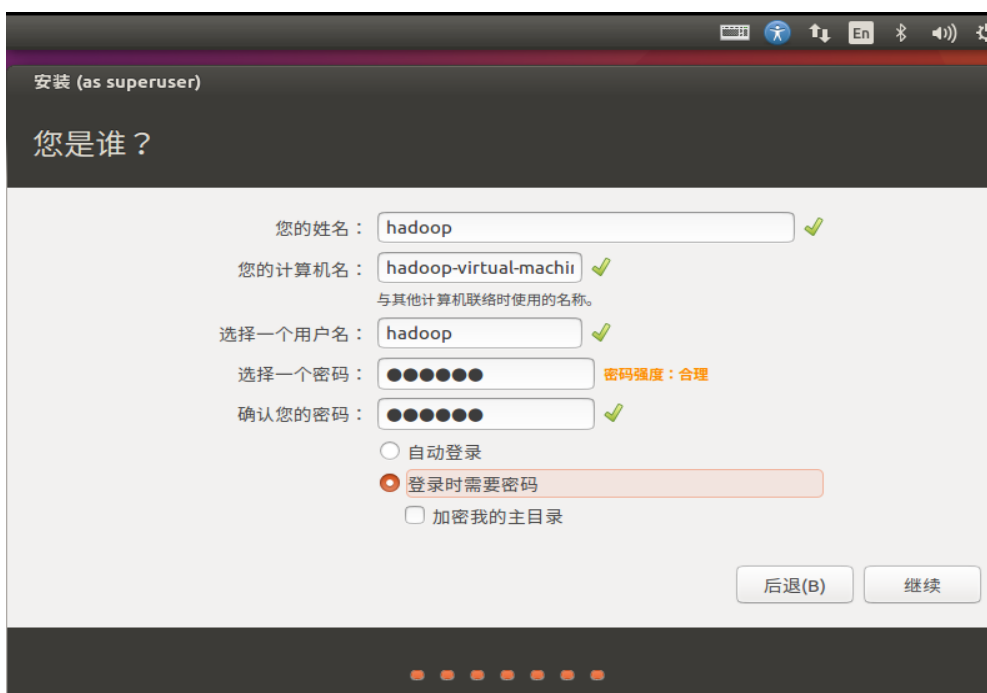 En
安装 (as superuser)
您是谁？
您的姓名： hadoop
您的计算机名： hadoop-virtual-machi
与其他计算机联络时使用的名称。
选择一个用户名： hadoop
选择一个密码： ●●●●●● 密码强度：合理
确认您的密码： ●●●●●●
自动登录
登录时需要密码
加密我的主目录
后退(B) 继续